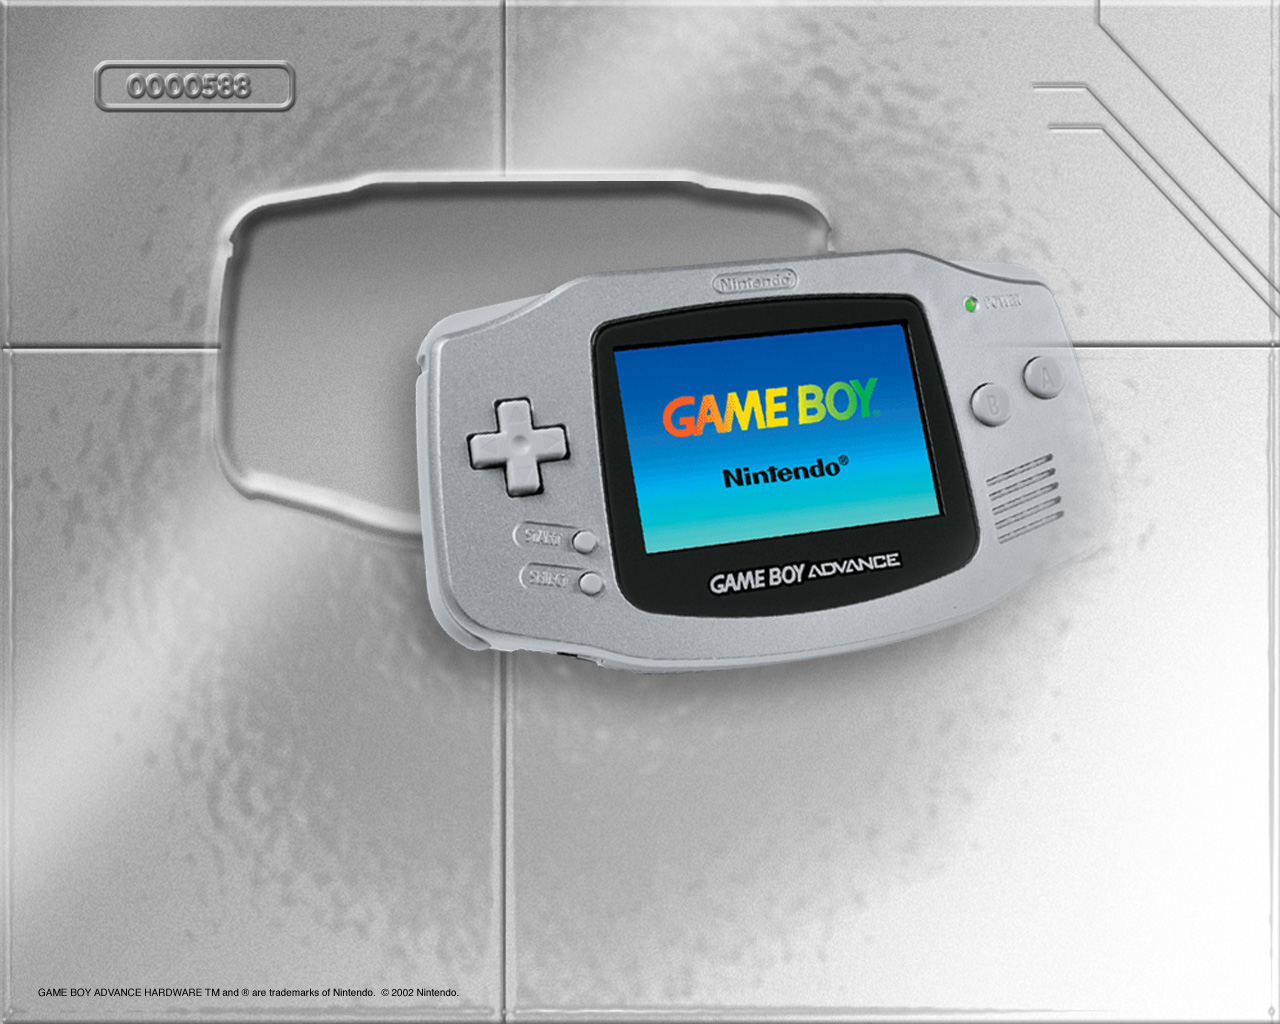 0000588
Nintendo
POWER
GAME BOY®
A
B
Nintendo®
START
SELECT
GAME BOY ADVANCE
GAME BOY ADVANCE HARDWARE TM and ® are trademarks of Nintendo. © 2002 Nintendo.